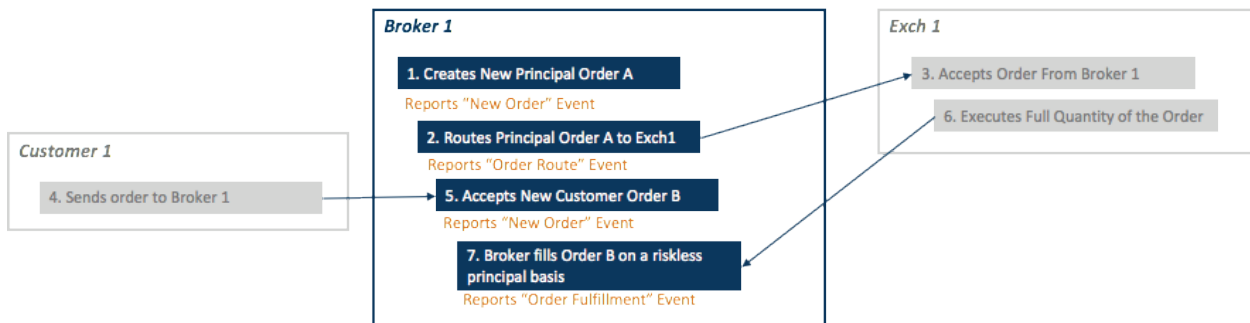 Broker 1
1. Creates New Principal Order A
Reports "New Order" Event
2. Routes Principal Order A to Exch1
Reports "Order Route" Event
5. Accepts New Customer Order B
Reports "New Order" Event
7. Broker fills Order B on a riskless
principal basis
Reports "Order Fulfillment" Event
Customer 1
4. Sends order to Broker 1
Exch 1
3. Accepts Order From Broker 1
6. Executes Full Quantity of the Order